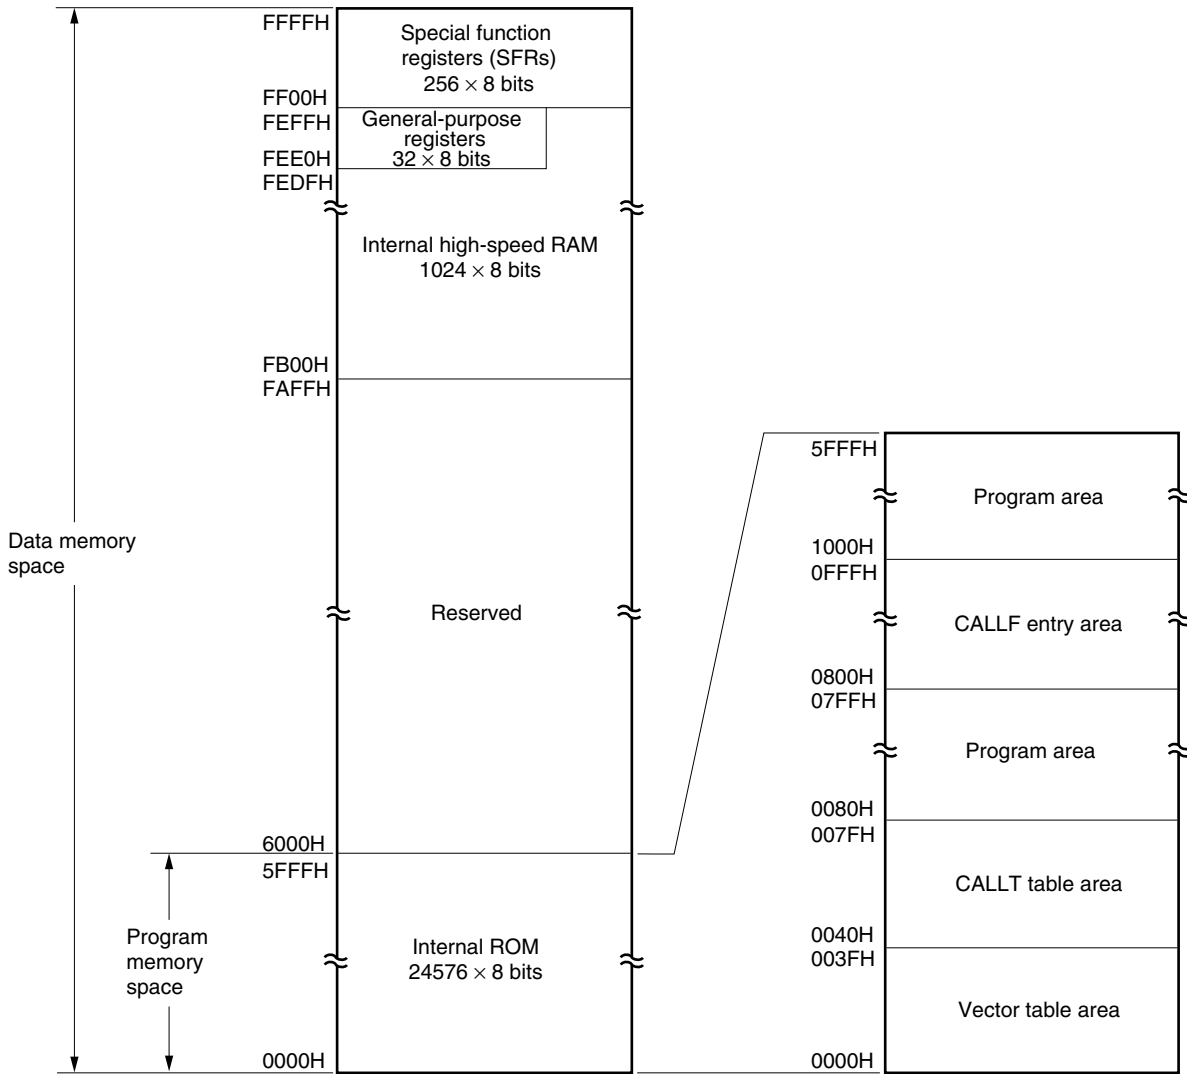 FFFFH
Special function
registers (SFRs)
256 × 8 bits
FF00H
FEFFH
General-purpose
registers
32 × 8 bits
FEE0H
FEDFH
Internal high-speed RAM
1024 × 8 bits
FB00H
FAFFH
Data memory
space
Reserved
6000H
5FFFH
Program
memory
space
Internal ROM
24576 × 8 bits
0000H
5FFFH
Program area
1000H
0FFFH
CALLF entry area
0800H
07FFH
Program area
0080H
007FH
CALLT table area
0040H
003FH
Vector table area
0000H